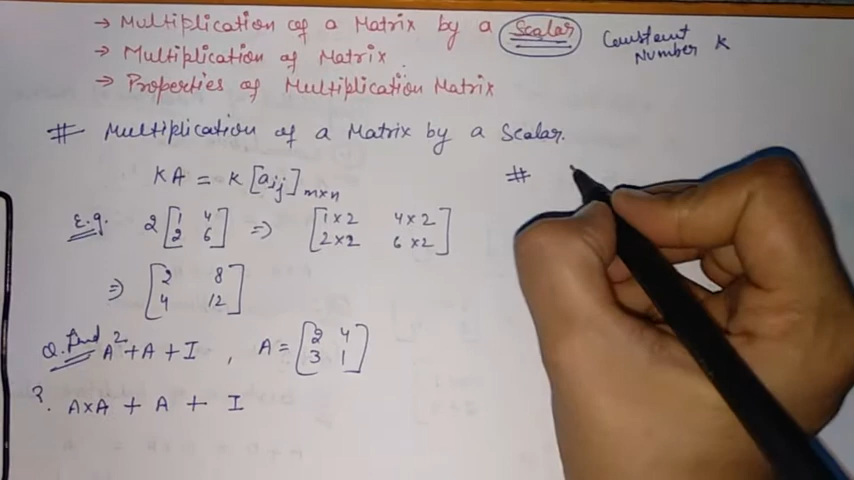 → Multiplication of a Matrix by a Scalar Constant Number K
→ Multiplication of Matrix
→ Properties of Multiplication Matrix
# Multiplication of a Matrix by a Scalar.
KA = K [aij]m×n
E.g. 2 [1 4 2 6] ⇒ [1×2 4×2 2×2 6×2]
⇒ [2 8 4 12]
Q. Find A²+A+I , A = [2 4 3 1]
?. A×A + A + I
#